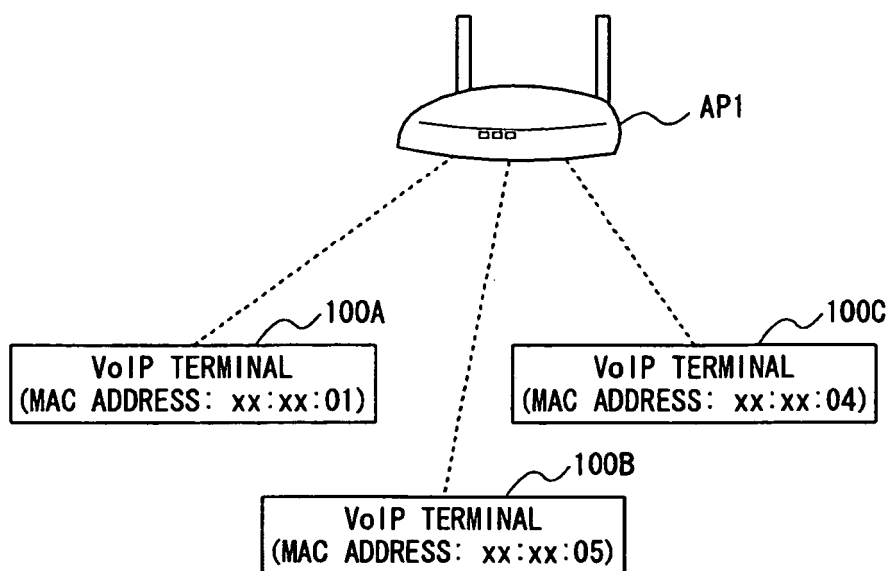 AP1
100A
VoIP TERMINAL
(MAC ADDRESS: xx:xx:01)
100C
VoIP TERMINAL
(MAC ADDRESS: xx:xx:04)
100B
VoIP TERMINAL
(MAC ADDRESS: xx:xx:05)